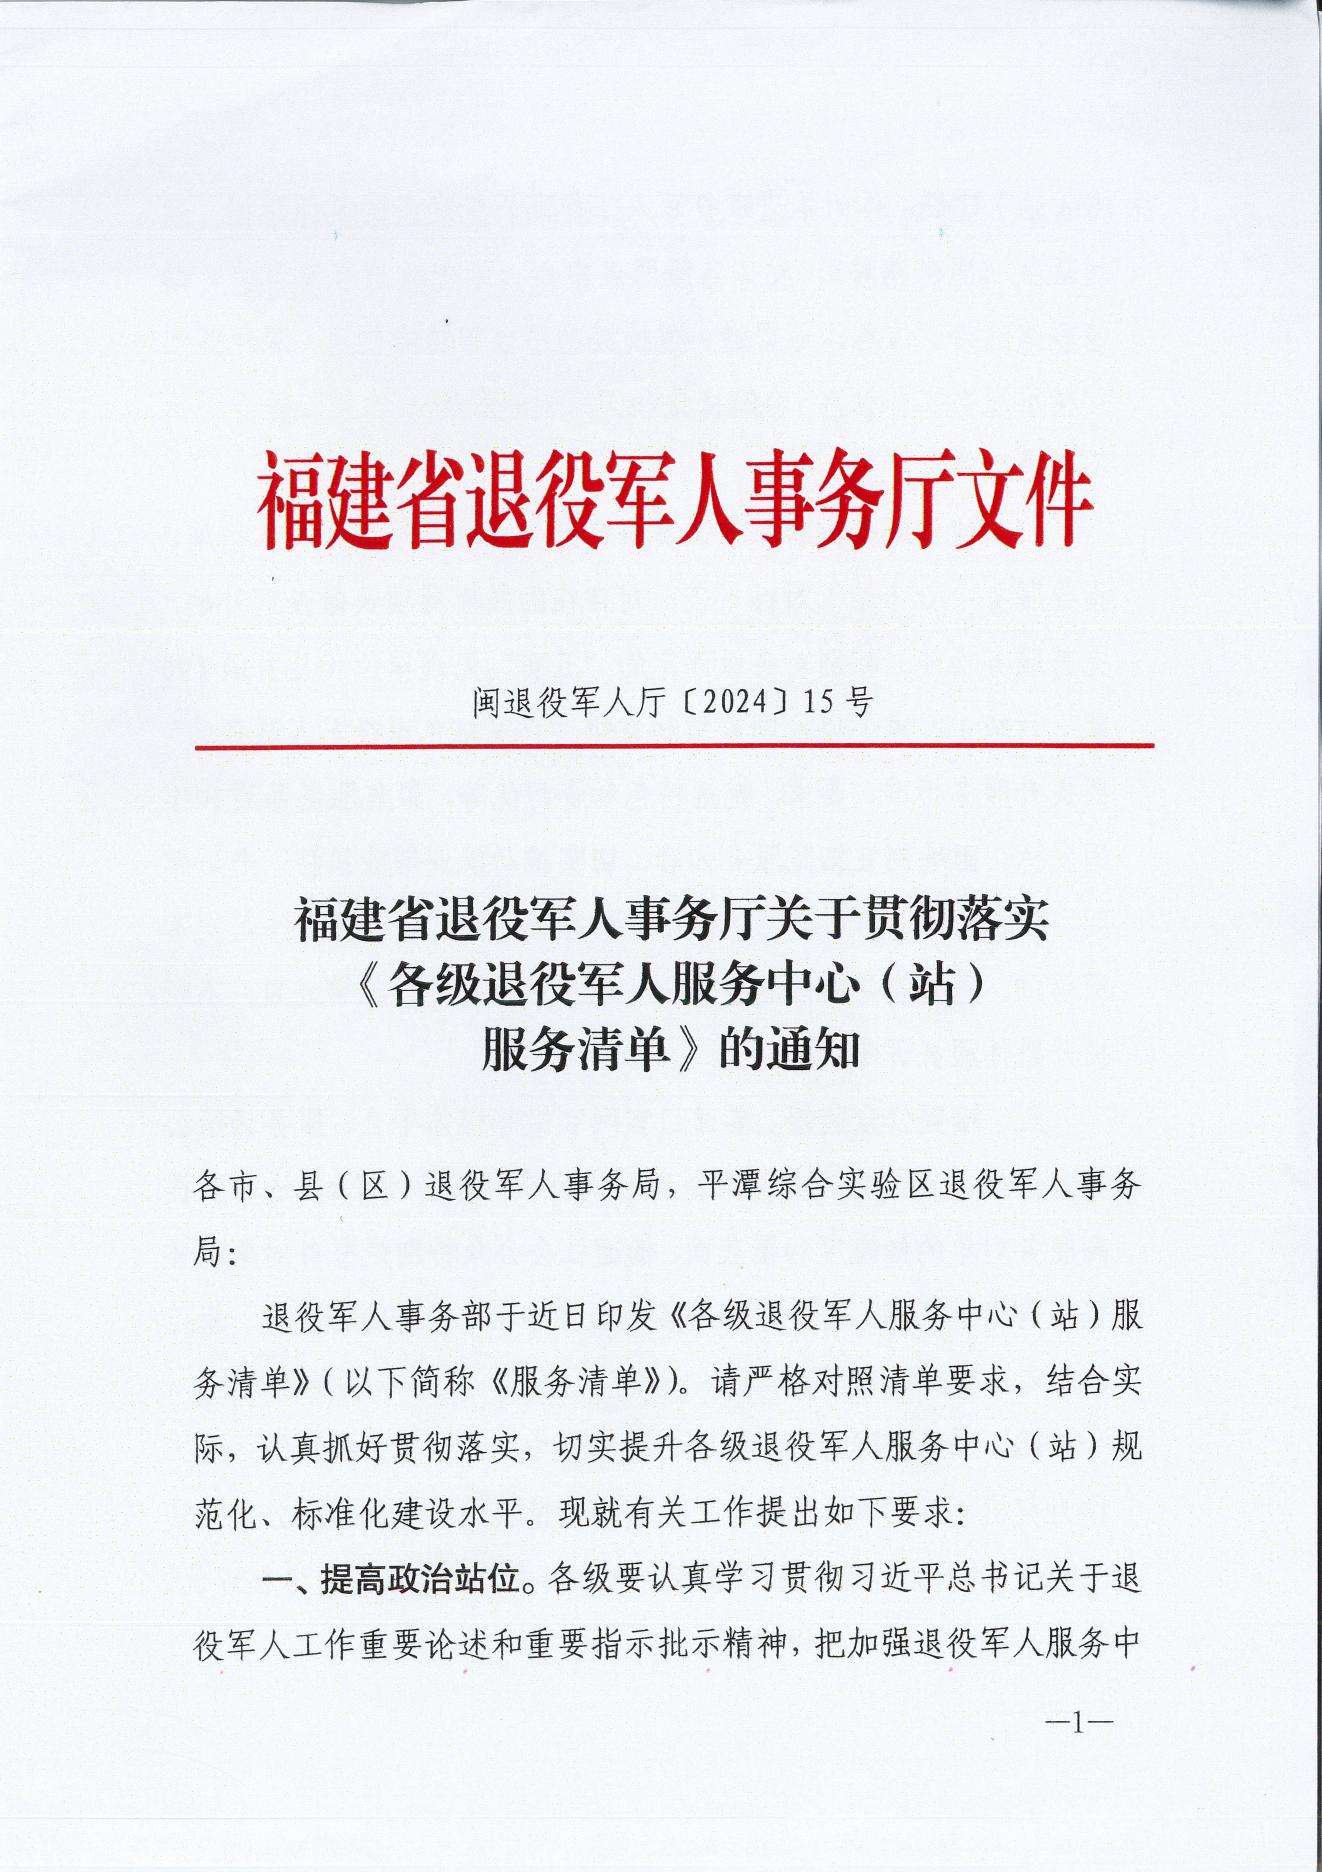 福建省退役军人事务厅文件
闽退役军人厅〔2024〕15号
福建省退役军人事务厅关于贯彻落实
《各级退役军人服务中心（站）
服务清单》的通知
各市、县（区）退役军人事务局，平潭综合实验区退役军人事务
局：
退役军人事务部于近日印发《各级退役军人服务中心（站）服
务清单》（以下简称《服务清单》）。请严格对照清单要求，结合实
际，认真抓好贯彻落实，切实提升各级退役军人服务中心（站）规
范化、标准化建设水平。现就有关工作提出如下要求：
一、提高政治站位。各级要认真学习贯彻习近平总书记关于退
役军人工作重要论述和重要指示批示精神，把加强退役军人服务中
—1—